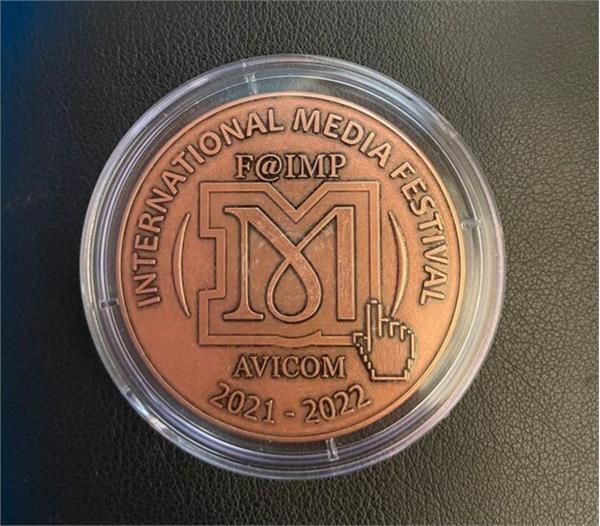 INTERNATIONAL MEDIA FESTIVAL
F@IMP
M
AVICOM
2021 - 2022